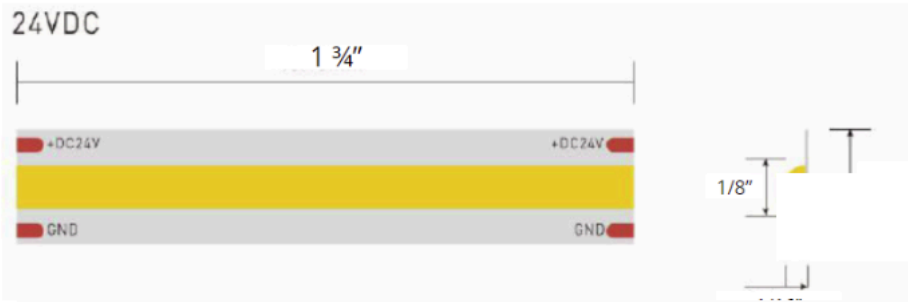 24VDC
1 ¾”
+DC24V
+DC24V
1/8”
GND
GND